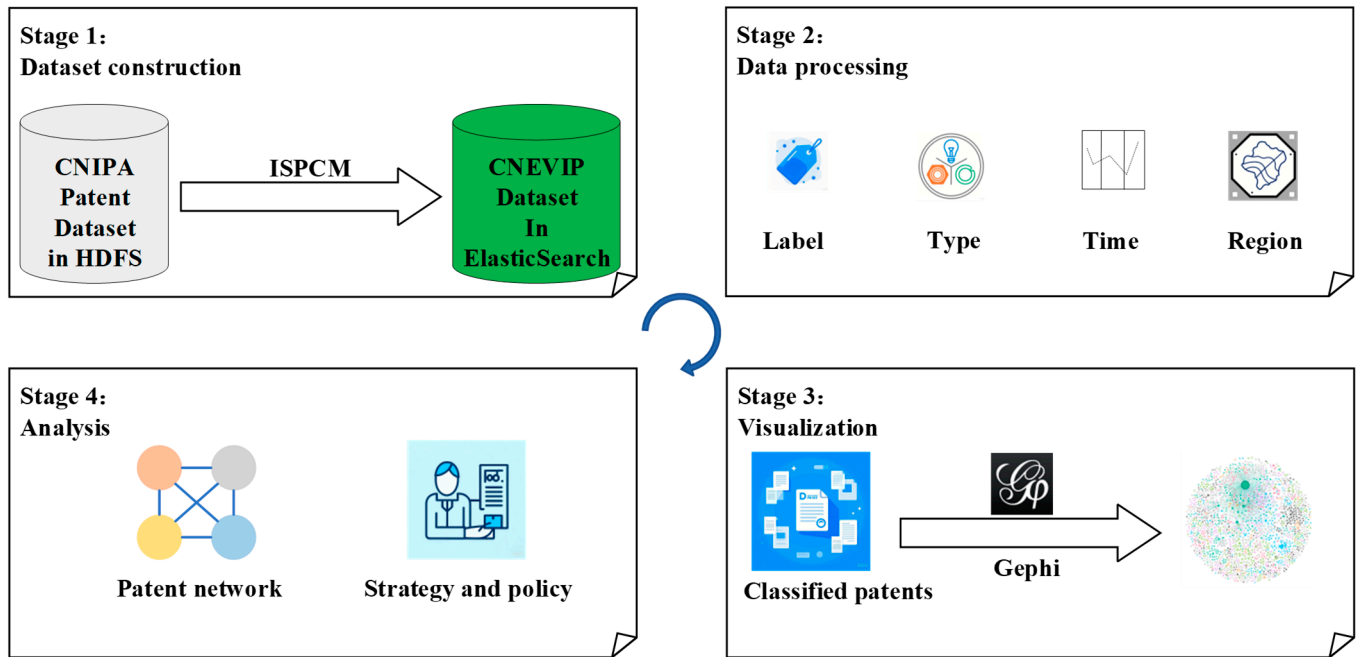 Stage 1:
Dataset construction
CNIPA
Patent
Dataset
in HDFS
ISPCM
CNEVIP
Dataset
In
ElasticSearch
Stage 2:
Data processing
Label
Type
Time
Region
Stage 4:
Analysis
Patent network
Strategy and policy
Stage 3:
Visualization
Classified patents
Gephi